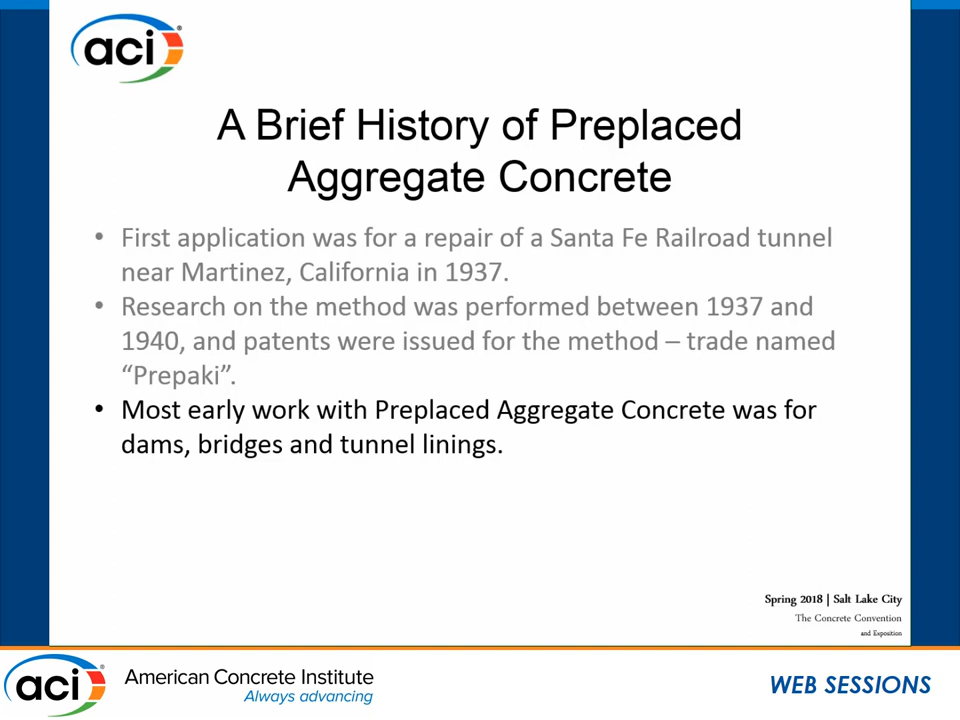 aci®
A Brief History of Preplaced
Aggregate Concrete
• First application was for a repair of a Santa Fe Railroad tunnel
near Martinez, California in 1937.
• Research on the method was performed between 1937 and
1940, and patents were issued for the method – trade named
“Prepaki”.
• Most early work with Preplaced Aggregate Concrete was for
dams, bridges and tunnel linings.
Spring 2018 | Salt Lake City
The Concrete Convention
and Exposition
aci®
American Concrete Institute
Always advancing
WEB SESSIONS